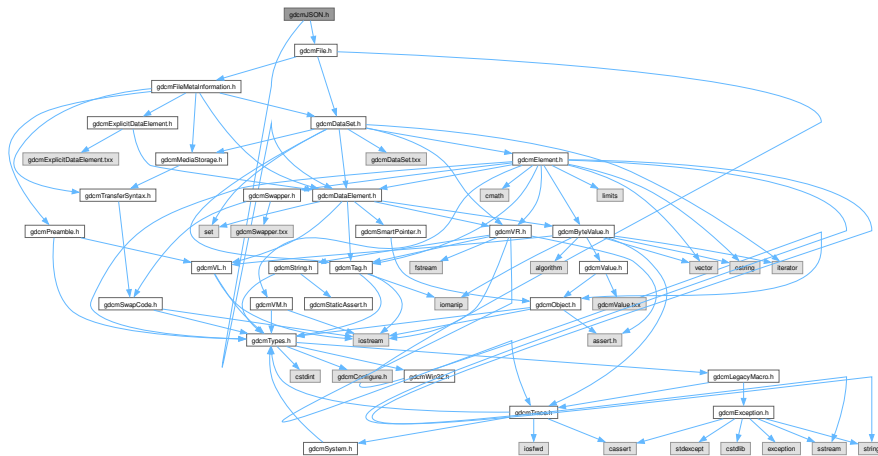 gdcmJSON.h
gdcmFile.h
gdcmFileMetaInformation.h
gdcmExplicitDataElement.h
gdcmDataSet.h
gdcmExplicitDataElement.txx
gdcmMediaStorage.h
gdcmDataSet.txx
gdcmElement.h
gdcmTransferSyntax.h
gdcmSwapper.h
gdcmDataElement.h
cmath
limits
gdcmPreamble.h
set
gdcmSwapper.txx
gdcmSmartPointer.h
gdcmVR.h
gdcmByteValue.h
gdcmVL.h
gdcmString.h
gdcmTag.h
fstream
algorithm
gdcmValue.h
vector
cstring
iterator
gdcmSwapCode.h
gdcmVM.h
gdcmStaticAssert.h
iomanip
gdcmObject.h
gdcmValue.txx
gdcmTypes.h
iostream
assert.h
cstdint
gdcmConfigure.h
gdcmWin32.h
gdcmLegacyMacro.h
gdcmTrace.h
gdcmException.h
gdcmSystem.h
iosfwd
cassert
stdexcept
cstdlib
exception
sstream
string